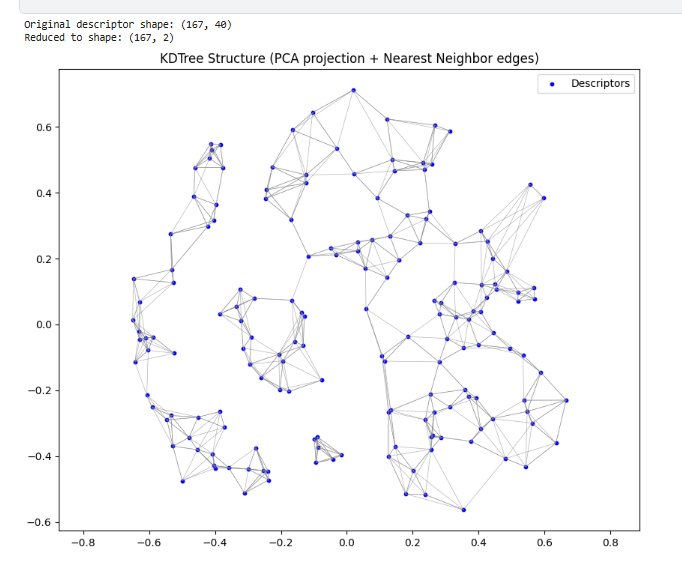 Original descriptor shape: (167, 40)
Reduced to shape: (167, 2)
KDTree Structure (PCA projection + Nearest Neighbor edges)
Descriptors
0.6
0.4
0.2
0.0
−0.2
−0.4
−0.6
−0.8 −0.6 −0.4 −0.2 0.0 0.2 0.4 0.6 0.8